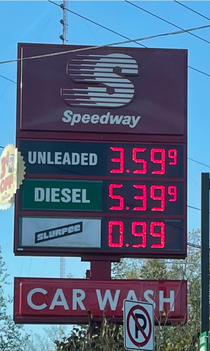 Speedway
UNLEADED 3.59 9
DIESEL 5.39 9
SLURPEE 0.99
CAR WASH
P